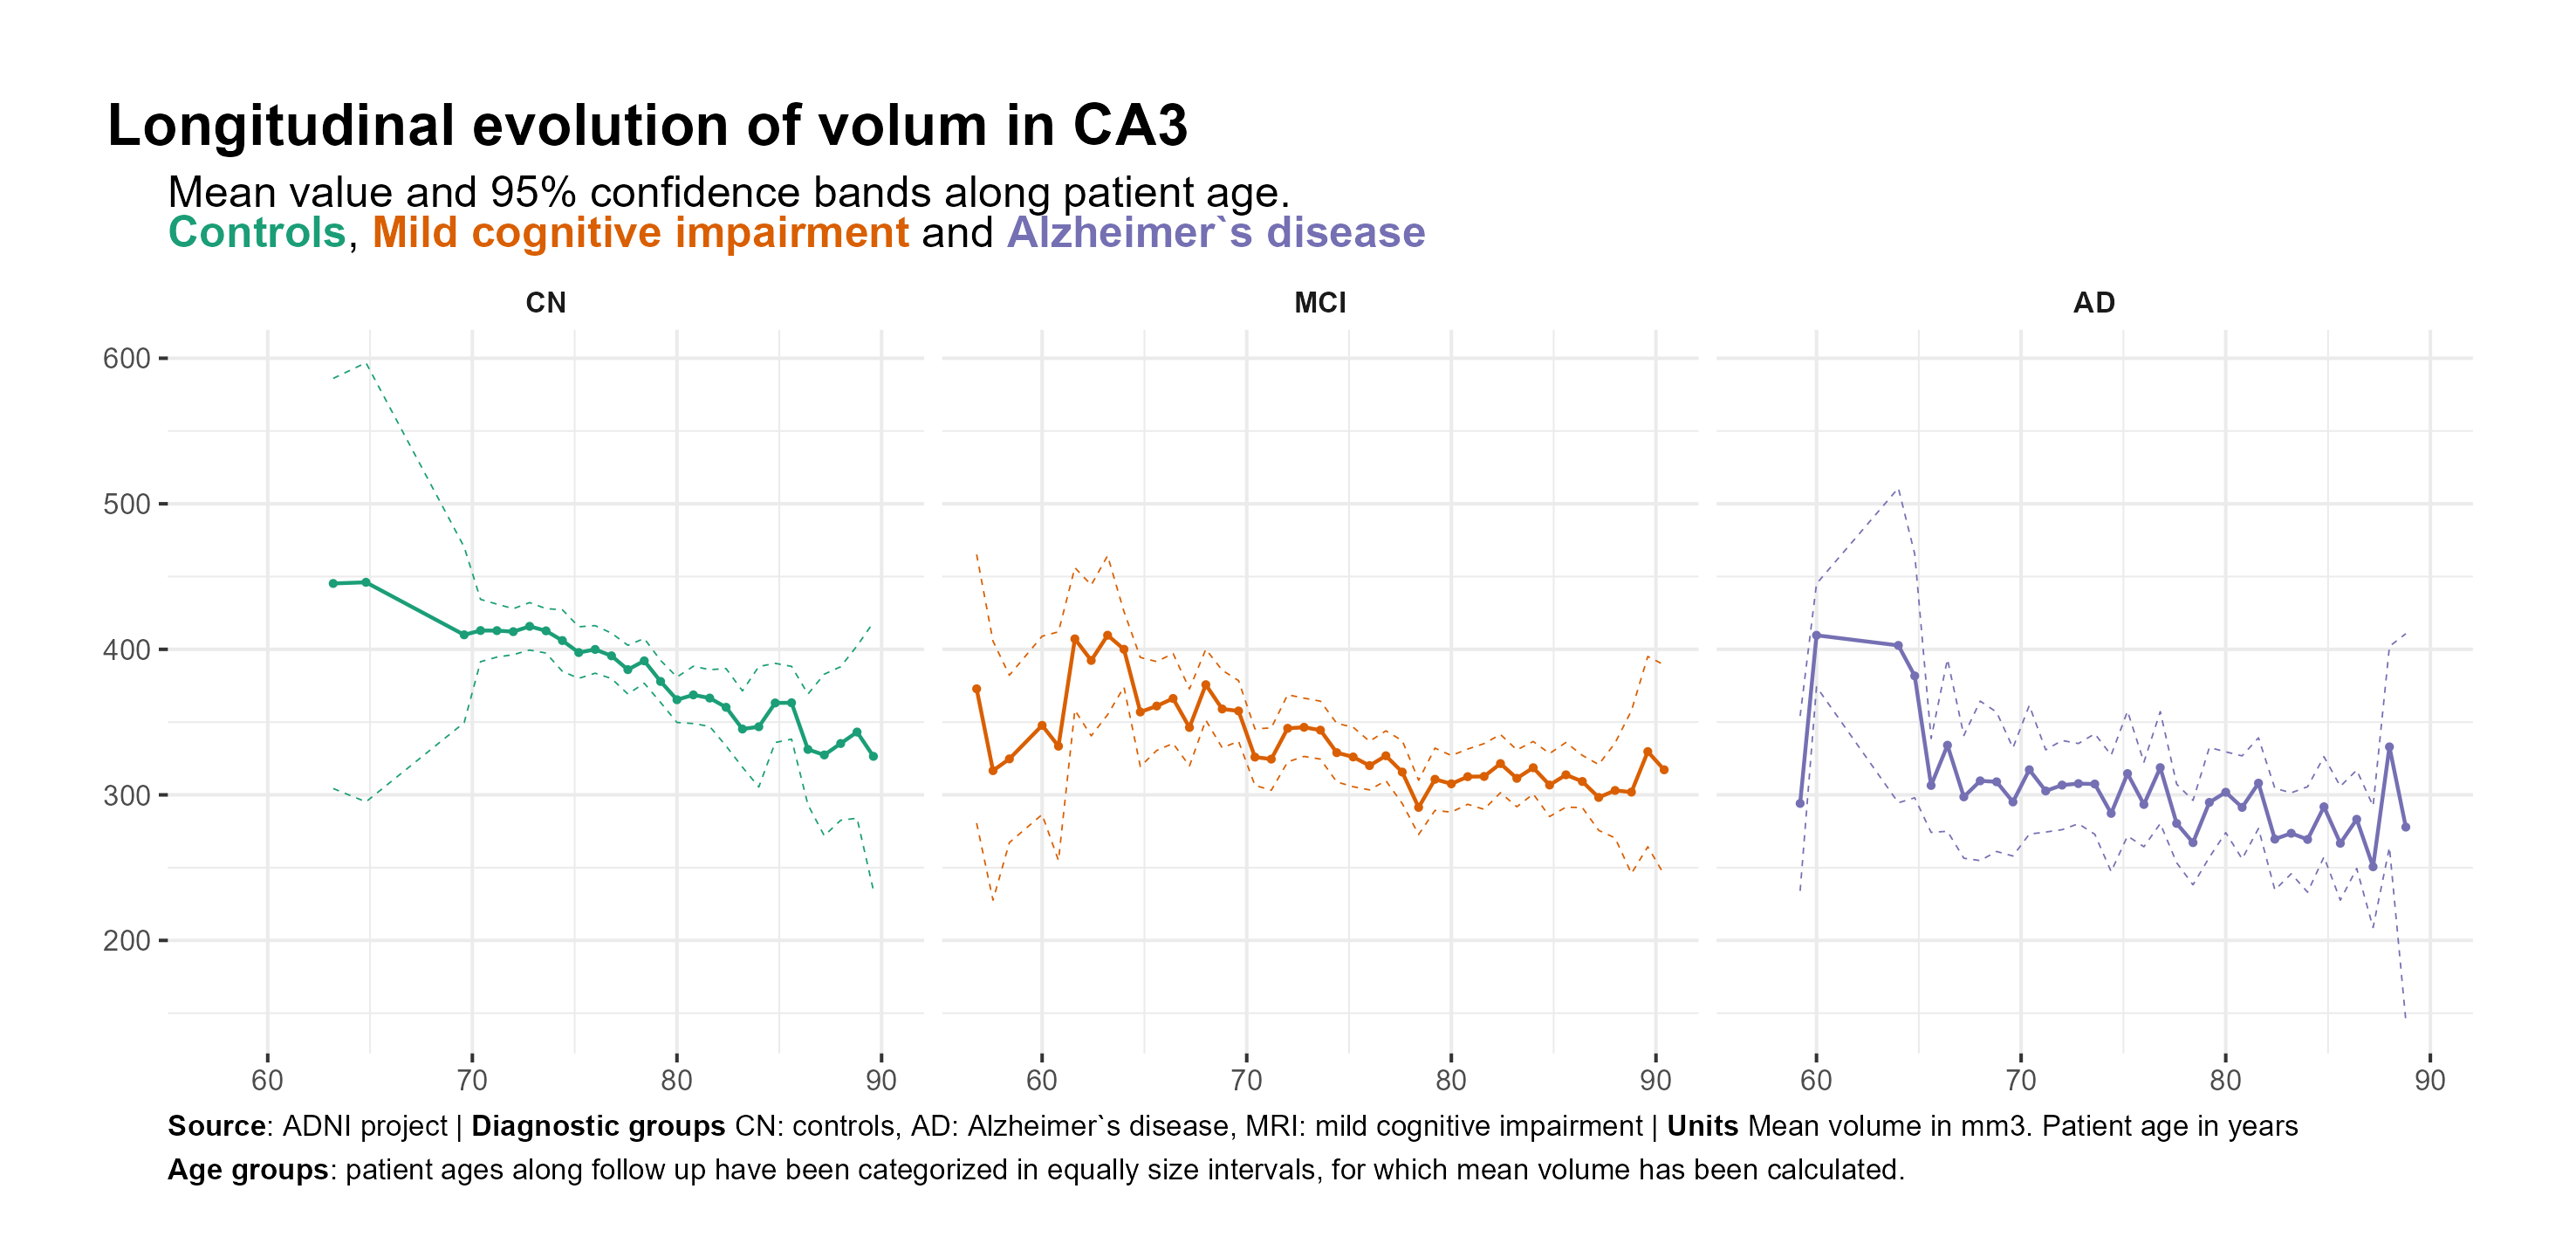 Longitudinal evolution of volum in CA3
Mean value and 95% confidence bands along patient age.
Controls, Mild cognitive impairment and Alzheimer`s disease
CN
MCI
AD
600
500
400
300
200
60 70 80 90
60 70 80 90
60 70 80 90
Source: ADNI project | Diagnostic groups CN: controls, AD: Alzheimer`s disease, MRI: mild cognitive impairment | Units Mean volume in mm3. Patient age in years
Age groups: patient ages along follow up have been categorized in equally size intervals, for which mean volume has been calculated.